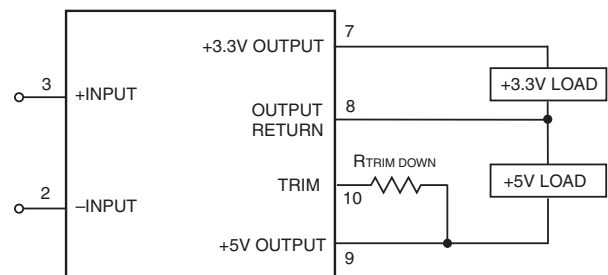 7
+3.3V OUTPUT
3
+INPUT
+3.3V LOAD
OUTPUT
RETURN
8
RTRIM DOWN
TRIM
10
+5V LOAD
2
–INPUT
+5V OUTPUT
9